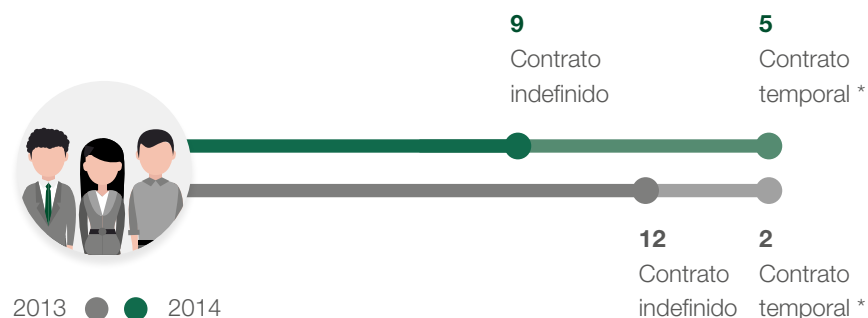 9
Contrato
indefinido
5
Contrato
temporal *
12
Contrato
indefinido
2
Contrato
temporal *
2013
2014